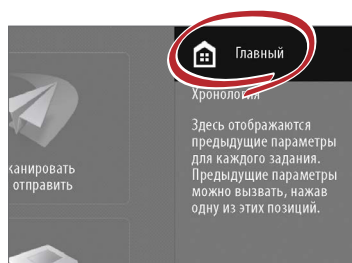 Главный
Хронология
Здесь отображаются
предыдущие параметры
для каждого задания.
Предыдущие параметры
можно вызвать, нажав
одну из этих позиций.
отправить